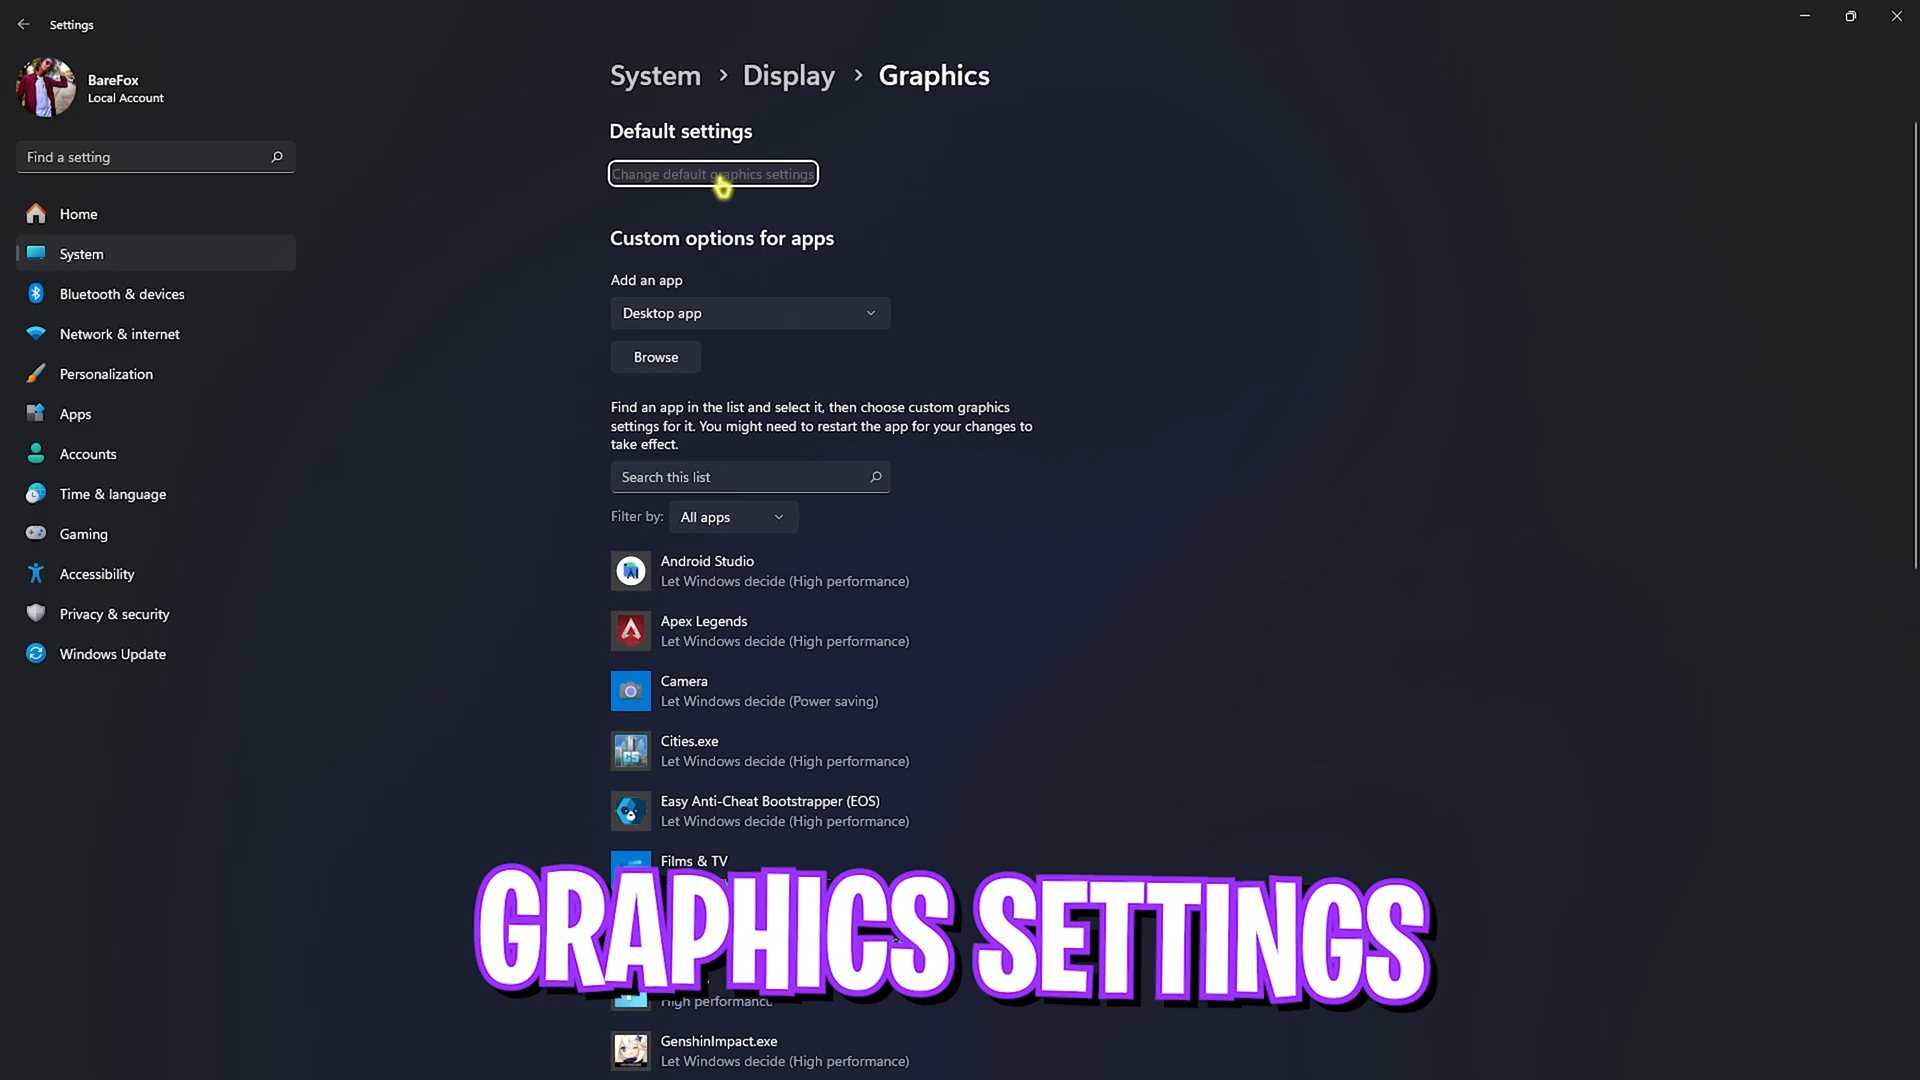 Settings
BareFox
Local Account
Find a setting
Home
System
Bluetooth & devices
Network & internet
Personalization
Apps
Accounts
Time & language
Gaming
Accessibility
Privacy & security
Windows Update
System > Display > Graphics
Default settings
Change default graphics settings
Custom options for apps
Add an app
Desktop app
Browse
Find an app in the list and select it, then choose custom graphics
settings for it. You might need to restart the app for your changes to
take effect.
Search this list
Filter by: All apps
Android Studio
Let Windows decide (High performance)
Apex Legends
Let Windows decide (High performance)
Camera
Let Windows decide (Power saving)
Cities.exe
Let Windows decide (High performance)
Easy Anti-Cheat Bootstrapper (EOS)
Let Windows decide (High performance)
Films & TV
GRAPHICS SETTINGS
High performance
GenshinImpact.exe
Let Windows decide (High performance)